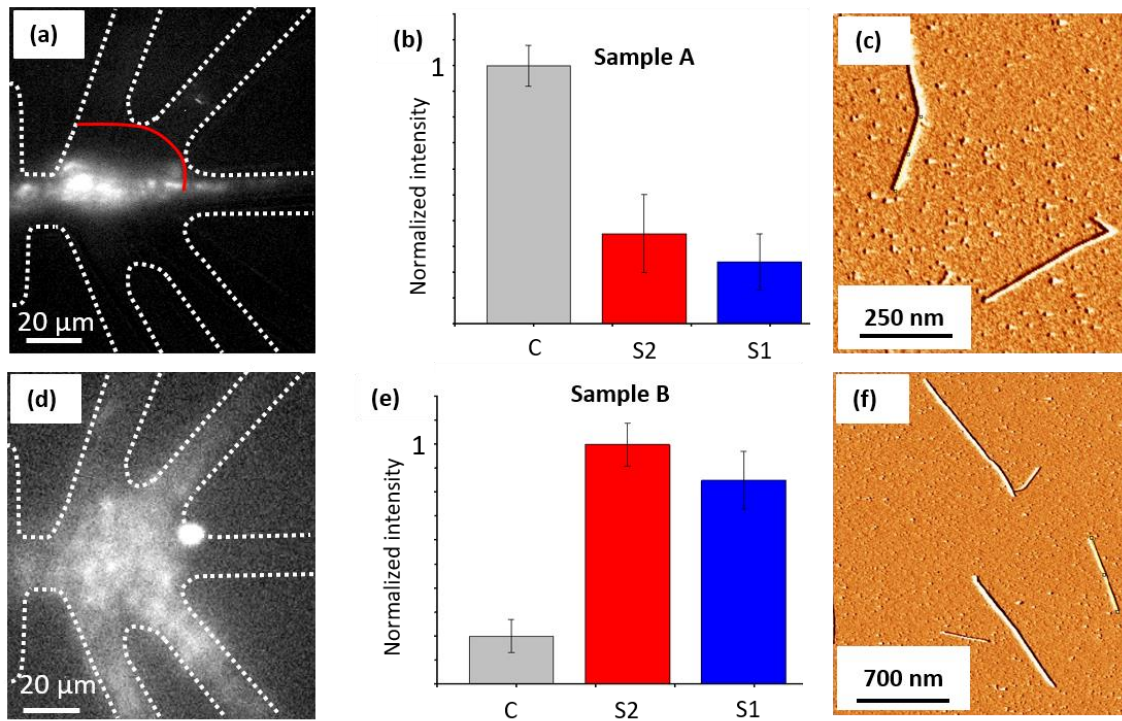 (a)
20 µm
(b)
Sample A
1
Normalized intensity
C S2 S1
(c)
250 nm
(d)
20 µm
(e)
Sample B
1
Normalized intensity
C S2 S1
(f)
700 nm